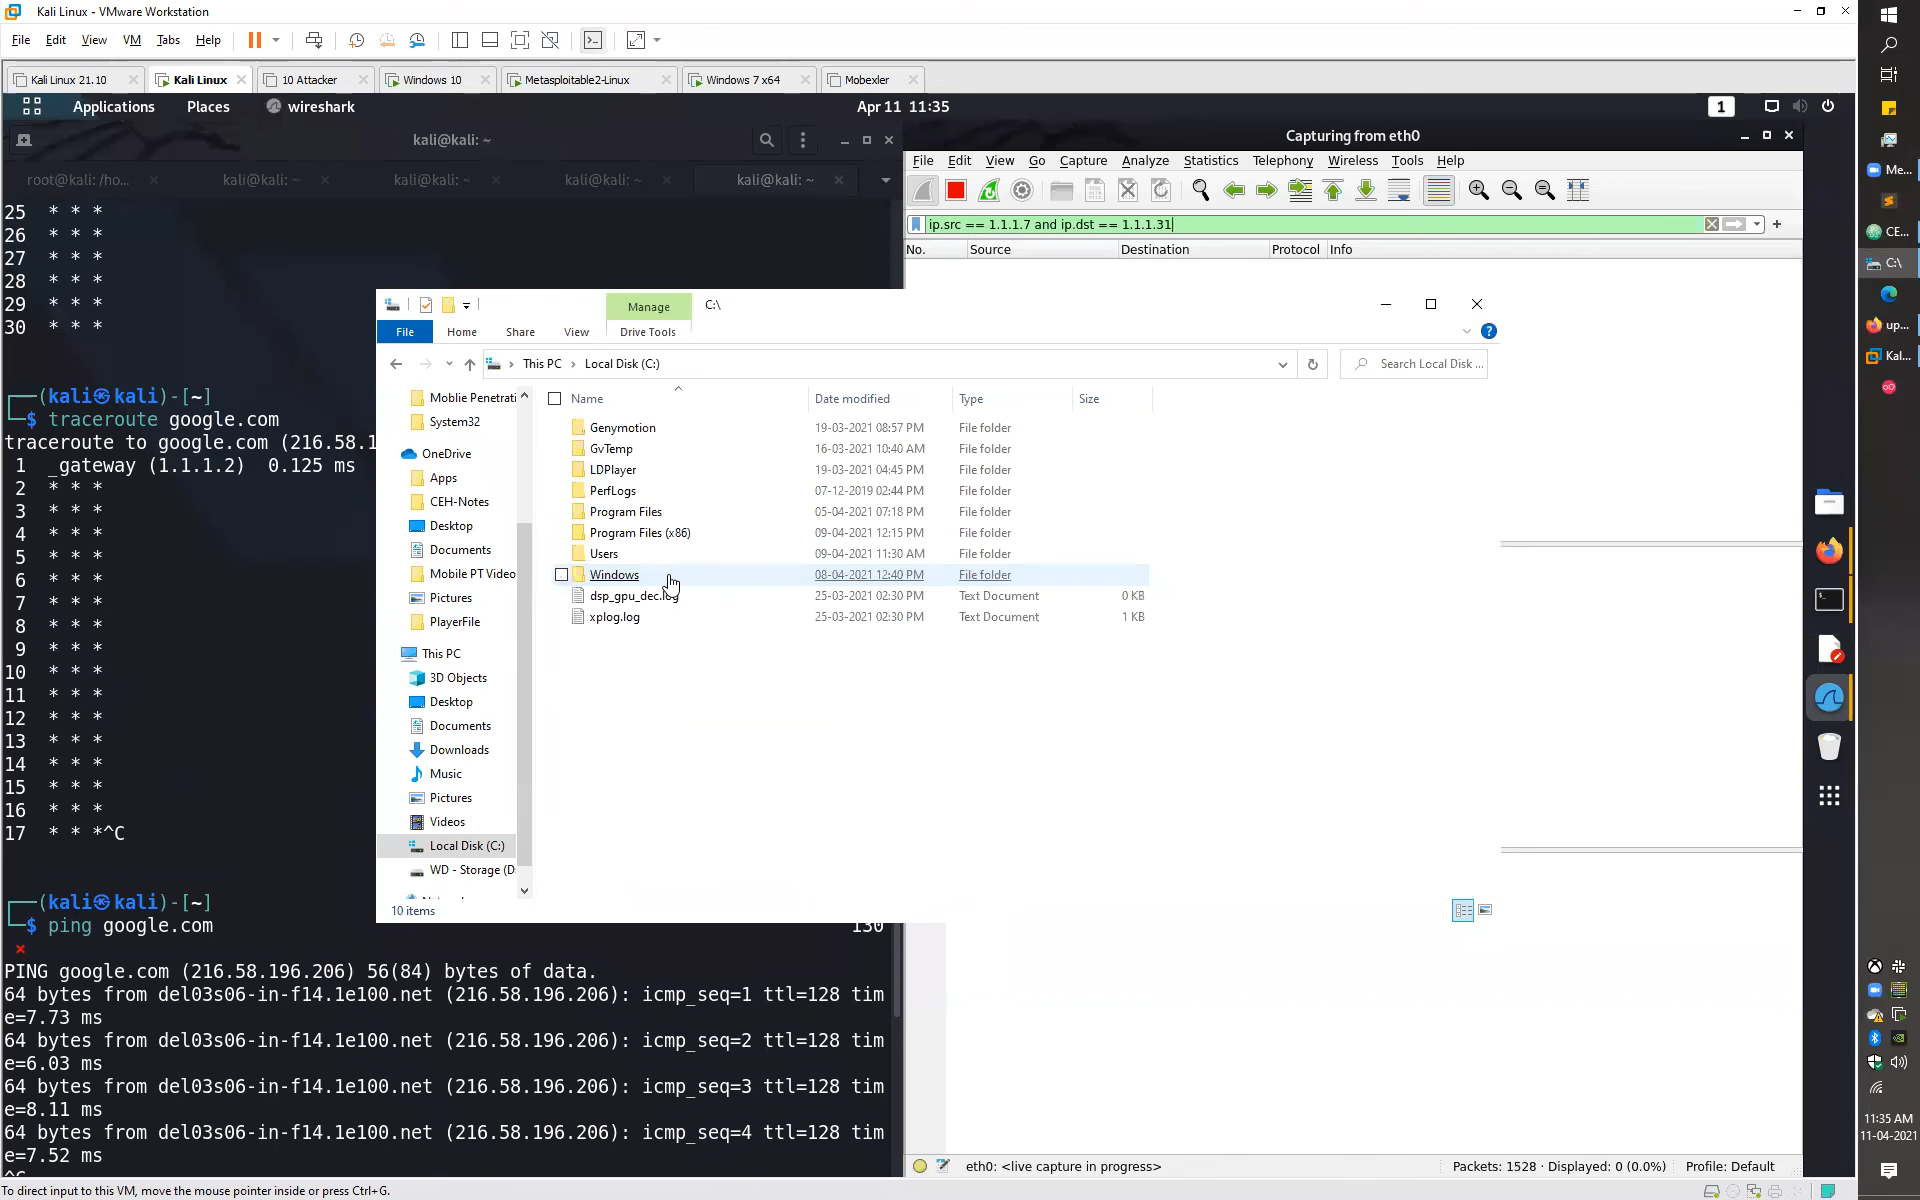 Kali Linux - VMware Workstation
File Edit View VM Tabs Help
Kali Linux 21.10 Kali Linux 10 Attacker Windows 10 Metasploitable2-Linux Windows 7 x64 Mobexler
Applications Places wireshark Apr 11 11:35 1
kali@kali: ~
root@kali: /ho... kali@kali: ~ kali@kali: ~ kali@kali: ~ kali@kali: ~
25 * * *
26 * * *
27 * * *
28 * * *
29 * * *
30 * * *
┌──(kali㉿kali)-[~]
└─$ traceroute google.com
traceroute to google.com (216.58.1
1 _gateway (1.1.1.2) 0.125 ms
2 * * *
3 * * *
4 * * *
5 * * *
6 * * *
7 * * *
8 * * *
9 * * *
10 * * *
11 * * *
12 * * *
13 * * *
14 * * *
15 * * *
16 * * *
17 * * *^C
┌──(kali㉿kali)-[~]
└─$ ping google.com
130 ⨯
PING google.com (216.58.196.206) 56(84) bytes of data.
64 bytes from del03s06-in-f14.1e100.net (216.58.196.206): icmp_seq=1 ttl=128 tim
e=7.73 ms
64 bytes from del03s06-in-f14.1e100.net (216.58.196.206): icmp_seq=2 ttl=128 tim
e=6.03 ms
64 bytes from del03s06-in-f14.1e100.net (216.58.196.206): icmp_seq=3 ttl=128 tim
e=8.11 ms
64 bytes from del03s06-in-f14.1e100.net (216.58.196.206): icmp_seq=4 ttl=128 tim
e=7.52 ms
Capturing from eth0
File Edit View Go Capture Analyze Statistics Telephony Wireless Tools Help
ip.src == 1.1.1.7 and ip.dst == 1.1.1.31
No. Source Destination Protocol Info
Manage C:\
File Home Share View Drive Tools
This PC › Local Disk (C:) Search Local Disk ...
Mobile Penetrati
System32
OneDrive
Apps
CEH-Notes
Desktop
Documents
Mobile PT Video
Pictures
PlayerFile
This PC
3D Objects
Desktop
Documents
Downloads
Music
Pictures
Videos
Local Disk (C:)
WD - Storage (D
Name Date modified Type Size
Genymotion 19-03-2021 08:57 PM File folder
GvTemp 16-03-2021 10:40 AM File folder
LDPlayer 19-03-2021 04:45 PM File folder
PerfLogs 07-12-2019 02:44 PM File folder
Program Files 05-04-2021 07:18 PM File folder
Program Files (x86) 09-04-2021 12:15 PM File folder
Users 09-04-2021 11:30 AM File folder
Windows 08-04-2021 12:40 PM File folder
dsp_gpu_dec.log 25-03-2021 02:30 PM Text Document 0 KB
xplog.log 25-03-2021 02:30 PM Text Document 1 KB
10 items
eth0: <live capture in progress> Packets: 1528 · Displayed: 0 (0.0%) Profile: Default
To direct input to this VM, move the mouse pointer inside or press Ctrl+G.
Me...
CE...
C:\
up...
Kal...
11:35 AM
11-04-2021